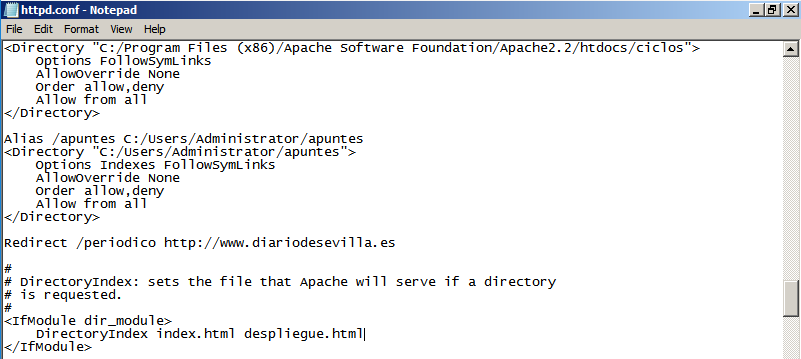 httpd.conf - Notepad
File Edit Format View Help
<Directory "C:/Program Files (x86)/Apache Software Foundation/Apache2.2/htdocs/ciclos">
    Options FollowSymLinks
    AllowOverride None
    Order allow,deny
    Allow from all
</Directory>

Alias /apuntes C:/Users/Administrator/apuntes
<Directory "C:/Users/Administrator/apuntes">
    Options Indexes FollowSymLinks
    AllowOverride None
    Order allow,deny
    Allow from all
</Directory>

Redirect /periodico http://www.diariodesevilla.es

#
# DirectoryIndex: sets the file that Apache will serve if a directory
# is requested.
#
<IfModule dir_module>
    DirectoryIndex index.html despliegue.html
</IfModule>